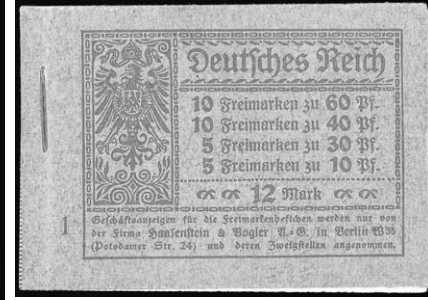 Deutsches Reich
10 Freimarken zu 60 Pf.
10 Freimarken zu 40 Pf.
5 Freimarken zu 30 Pf.
5 Freimarken zu 10 Pf.
12 Mark
1
Geschäftsanzeigen für die Freimarkenheftchen werden nur von
der Firma Haasenstein & Vogler A.=G. in Berlin W 35
(Potsdamer Str. 24) und deren Zweigstellen angenommen.